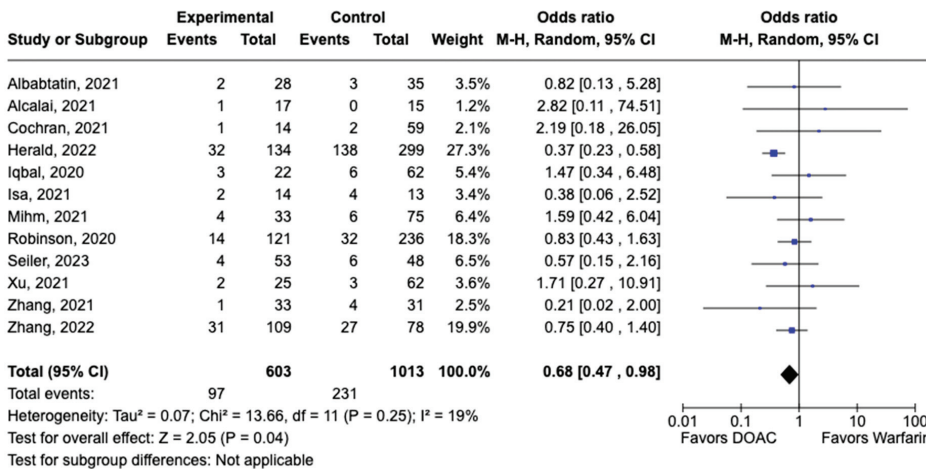 Experimental Control Odds ratio Odds ratio
Study or Subgroup Events Total Events Total Weight M-H, Random, 95% CI M-H, Random, 95% CI
Albabtatin, 2021 2 28 3 35 3.5% 0.82 [0.13 , 5.28]
Alcalai, 2021 1 17 0 15 1.2% 2.82 [0.11 , 74.51]
Cochran, 2021 1 14 2 59 2.1% 2.19 [0.18 , 26.05]
Herald, 2022 32 134 138 299 27.3% 0.37 [0.23 , 0.58]
Iqbal, 2020 3 22 6 62 5.4% 1.47 [0.34 , 6.48]
Isa, 2021 2 14 4 13 3.4% 0.38 [0.06 , 2.52]
Mihm, 2021 4 33 6 75 6.4% 1.59 [0.42 , 6.04]
Robinson, 2020 14 121 32 236 18.3% 0.83 [0.43 , 1.63]
Seiler, 2023 4 53 6 48 6.5% 0.57 [0.15 , 2.16]
Xu, 2021 2 25 3 62 3.6% 1.71 [0.27 , 10.91]
Zhang, 2021 1 33 4 31 2.5% 0.21 [0.02 , 2.00]
Zhang, 2022 31 109 27 78 19.9% 0.75 [0.40 , 1.40]
Total (95% CI) 603 1013 100.0% 0.68 [0.47 , 0.98]
Total events: 97 231
Heterogeneity: Tau² = 0.07; Chi² = 13.66, df = 11 (P = 0.25); I² = 19%
0.01 0.1 1 10 100
Test for overall effect: Z = 2.05 (P = 0.04)
Favors DOAC Favors Warfarin
Test for subgroup differences: Not applicable